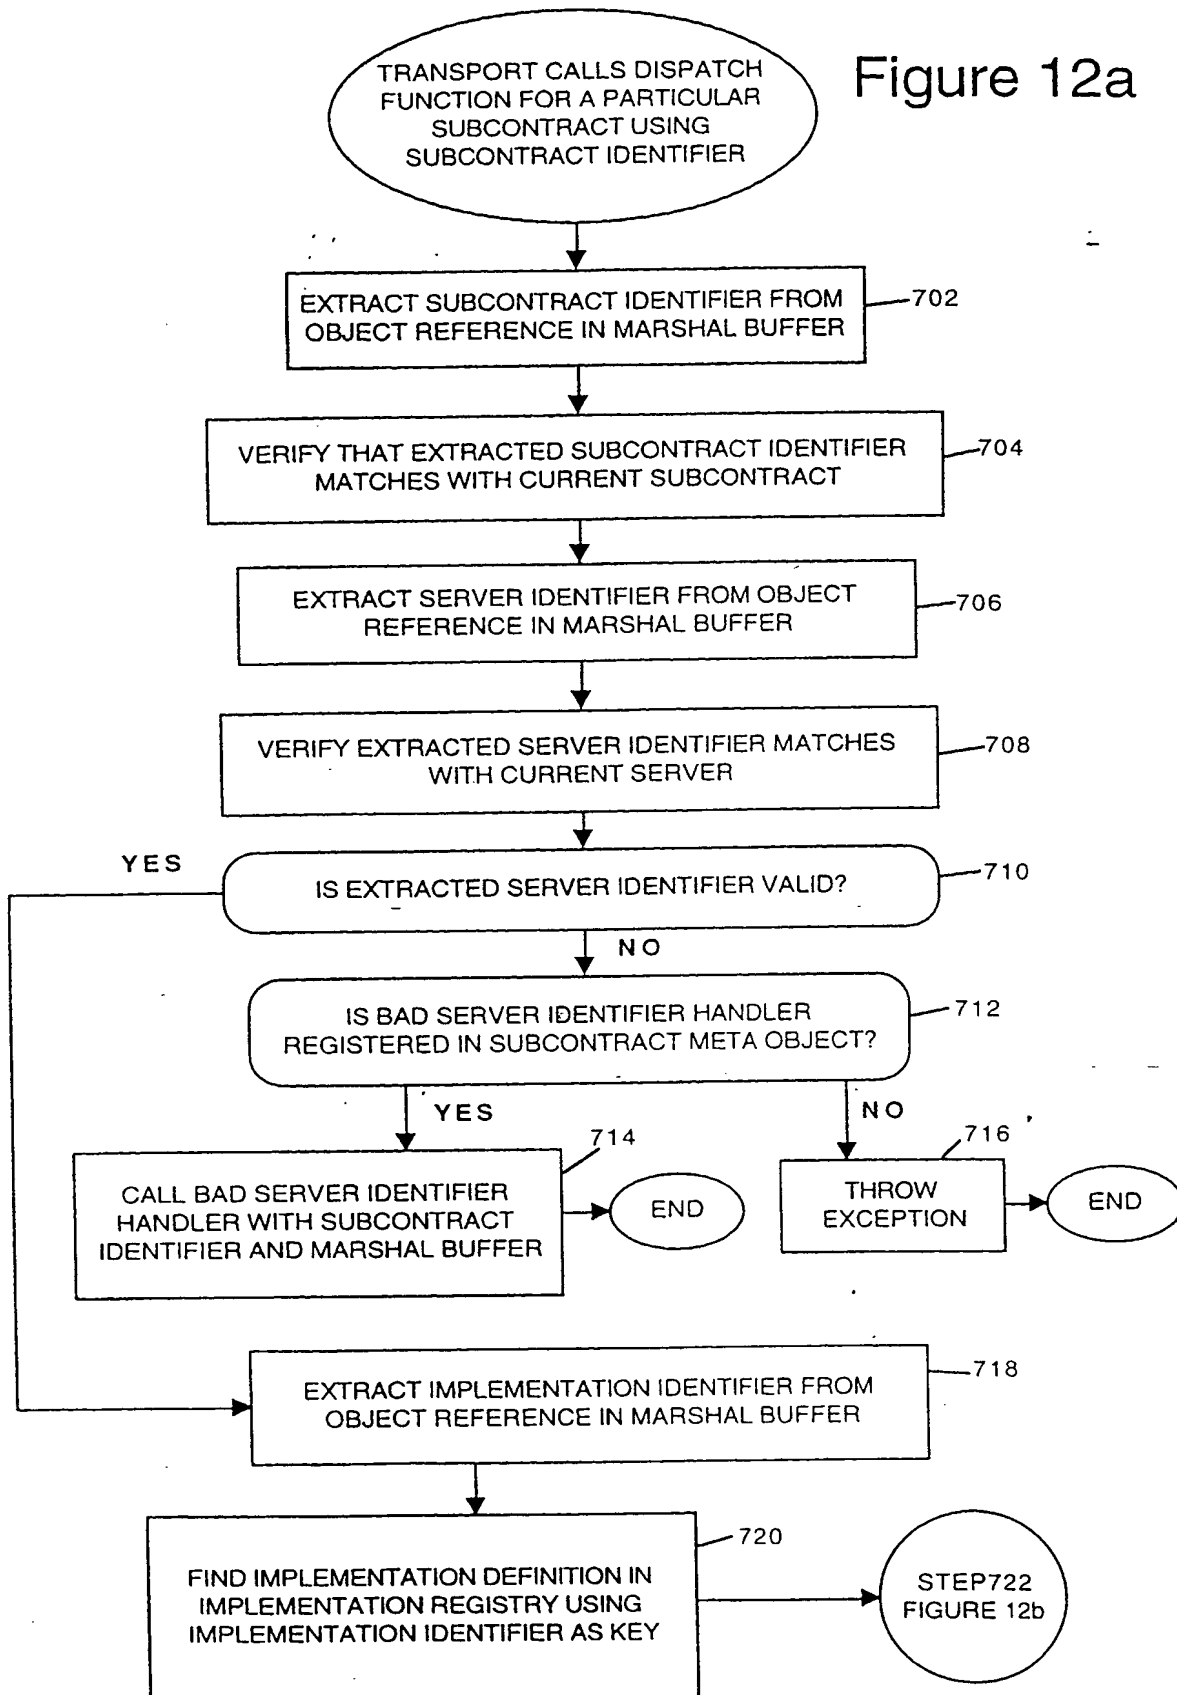 Figure 12a
TRANSPORT CALLS DISPATCH
FUNCTION FOR A PARTICULAR
SUBCONTRACT USING
SUBCONTRACT IDENTIFIER
EXTRACT SUBCONTRACT IDENTIFIER FROM
OBJECT REFERENCE IN MARSHAL BUFFER
702
VERIFY THAT EXTRACTED SUBCONTRACT IDENTIFIER
MATCHES WITH CURRENT SUBCONTRACT
704
EXTRACT SERVER IDENTIFIER FROM OBJECT
REFERENCE IN MARSHAL BUFFER
706
VERIFY EXTRACTED SERVER IDENTIFIER MATCHES
WITH CURRENT SERVER
708
YES
IS EXTRACTED SERVER IDENTIFIER VALID?
710
NO
IS BAD SERVER IDENTIFIER HANDLER
REGISTERED IN SUBCONTRACT META OBJECT?
712
YES
NO
714
716
CALL BAD SERVER IDENTIFIER
HANDLER WITH SUBCONTRACT
IDENTIFIER AND MARSHAL BUFFER
END
THROW
EXCEPTION
END
EXTRACT IMPLEMENTATION IDENTIFIER FROM
OBJECT REFERENCE IN MARSHAL BUFFER
718
FIND IMPLEMENTATION DEFINITION IN
IMPLEMENTATION REGISTRY USING
IMPLEMENTATION IDENTIFIER AS KEY
720
STEP722
FIGURE 12b